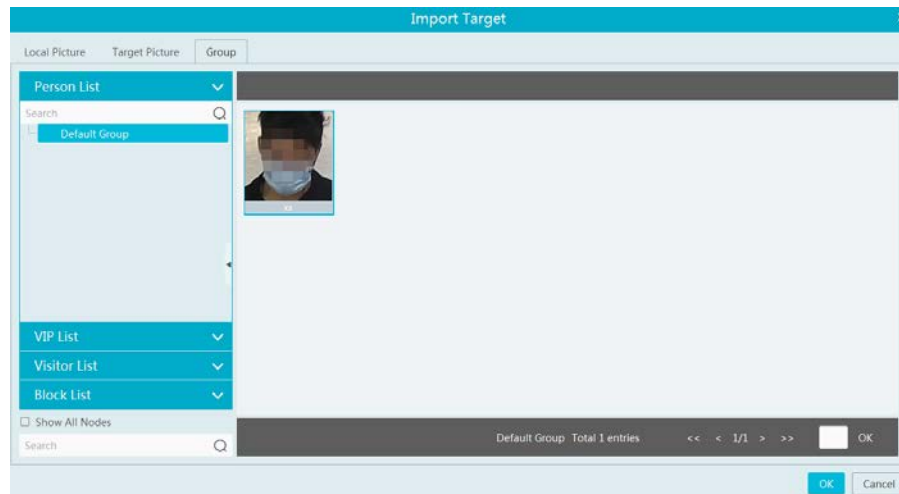 Import Target
Local Picture Target Picture Group
Person List
Search
Default Group
xx
VIP List
Visitor List
Block List
Show All Nodes
Search
Default Group Total 1 entries << < 1/1 > >> OK
OK Cancel